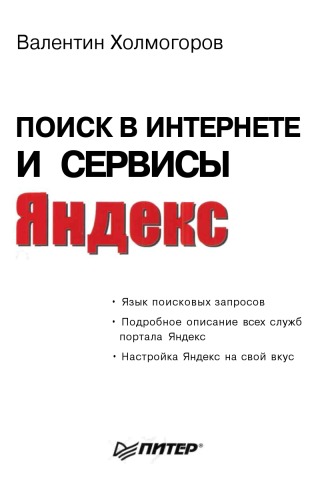 Валентин Холмогоров
ПОИСК В ИНТЕРНЕТЕ
И СЕРВИСЫ
Яндекс
• Язык поисковых запросов
• Подробное описание всех служб
портала Яндекс
• Настройка Яндекс на свой вкус
ПИТЕР®